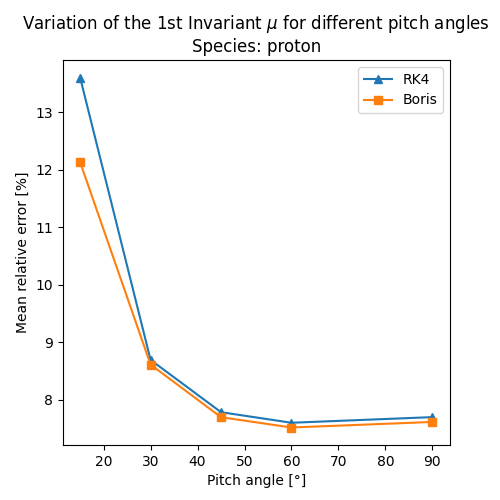 Variation of the 1st Invariant μ for different pitch angles
Species: proton
RK4
Boris
Mean relative error [%]
13
12
11
10
9
8
20 30 40 50 60 70 80 90
Pitch angle [°]